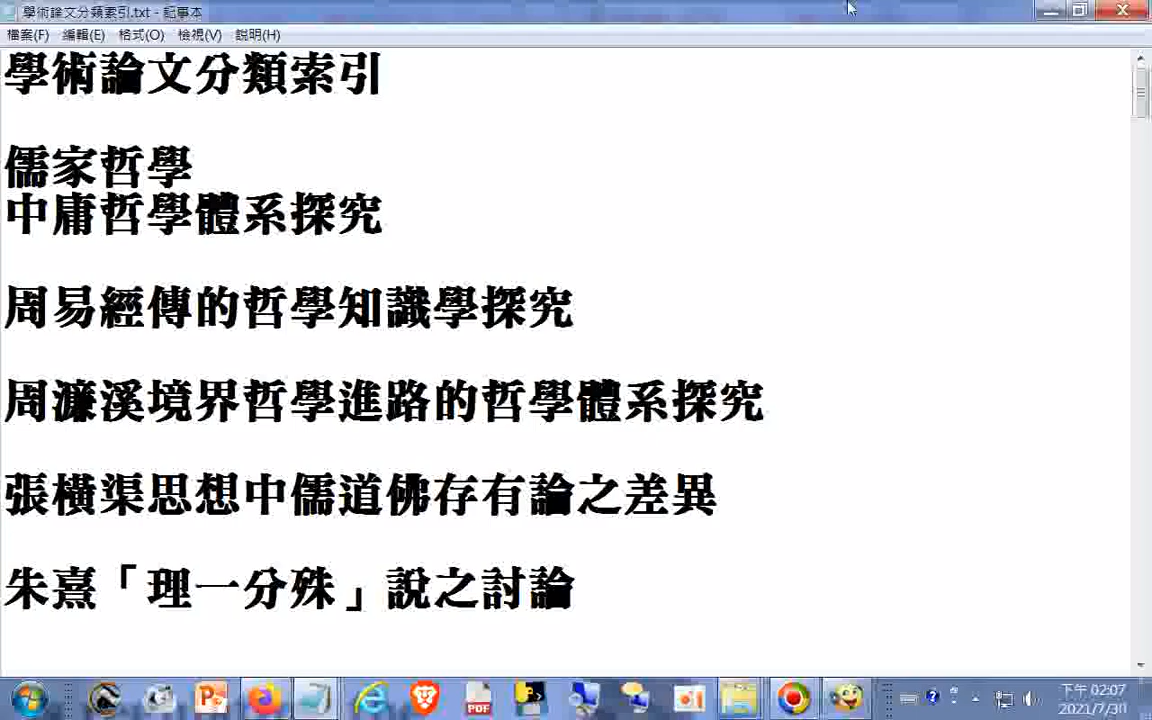 學術論文分類索引.txt - 記事本
檔案(F) 編輯(E) 格式(O) 檢視(V) 說明(H)
學術論文分類索引
儒家哲學
中庸哲學體系探究
周易經傳的哲學知識學探究
周濂溪境界哲學進路的哲學體系探究
張橫渠思想中儒道佛存有論之差異
朱熹「理一分殊」說之討論
PDF
下午 02:07
2021/7/30